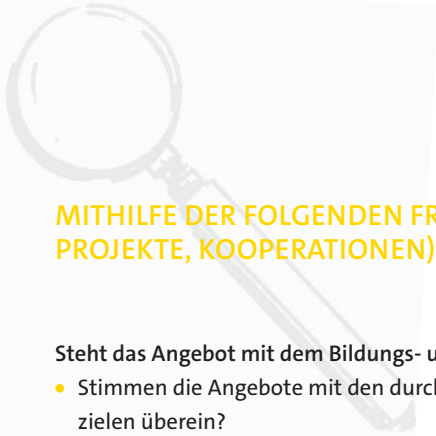 MITHILFE DER FOLGENDEN FR
PROJEKTE, KOOPERATIONEN)
Steht das Angebot mit dem Bildungs- u
• Stimmen die Angebote mit den durch
zielen überein?